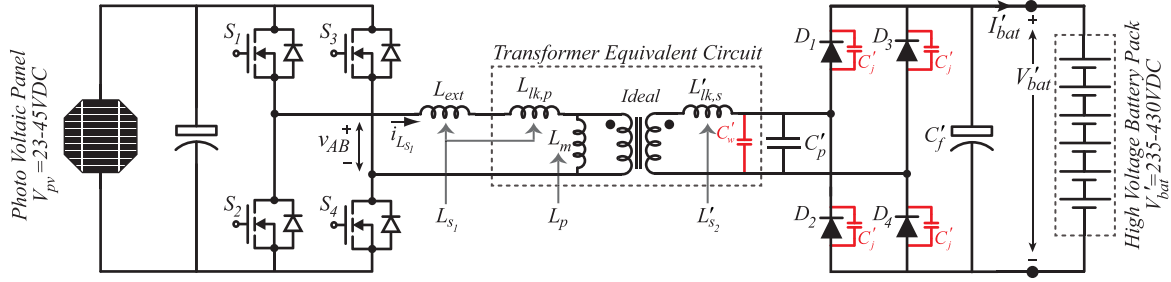 Photo Voltaic Panel
V_pv =23-45VDC
S_1
S_3
S_2
S_4
v_AB
+
-
i_Ls1
L_ext
Transformer Equivalent Circuit
L_lk,p
L_m
Ideal
L'_lk,s
C'_w
C'_p
L_s1
L_p
L'_s2
D_1
C'_j
D_3
C'_j
D_2
C'_j
D_4
C'_j
C'_f
I'_bat
+
V'_bat
-
High Voltage Battery Pack
V'_bat=235-430VDC